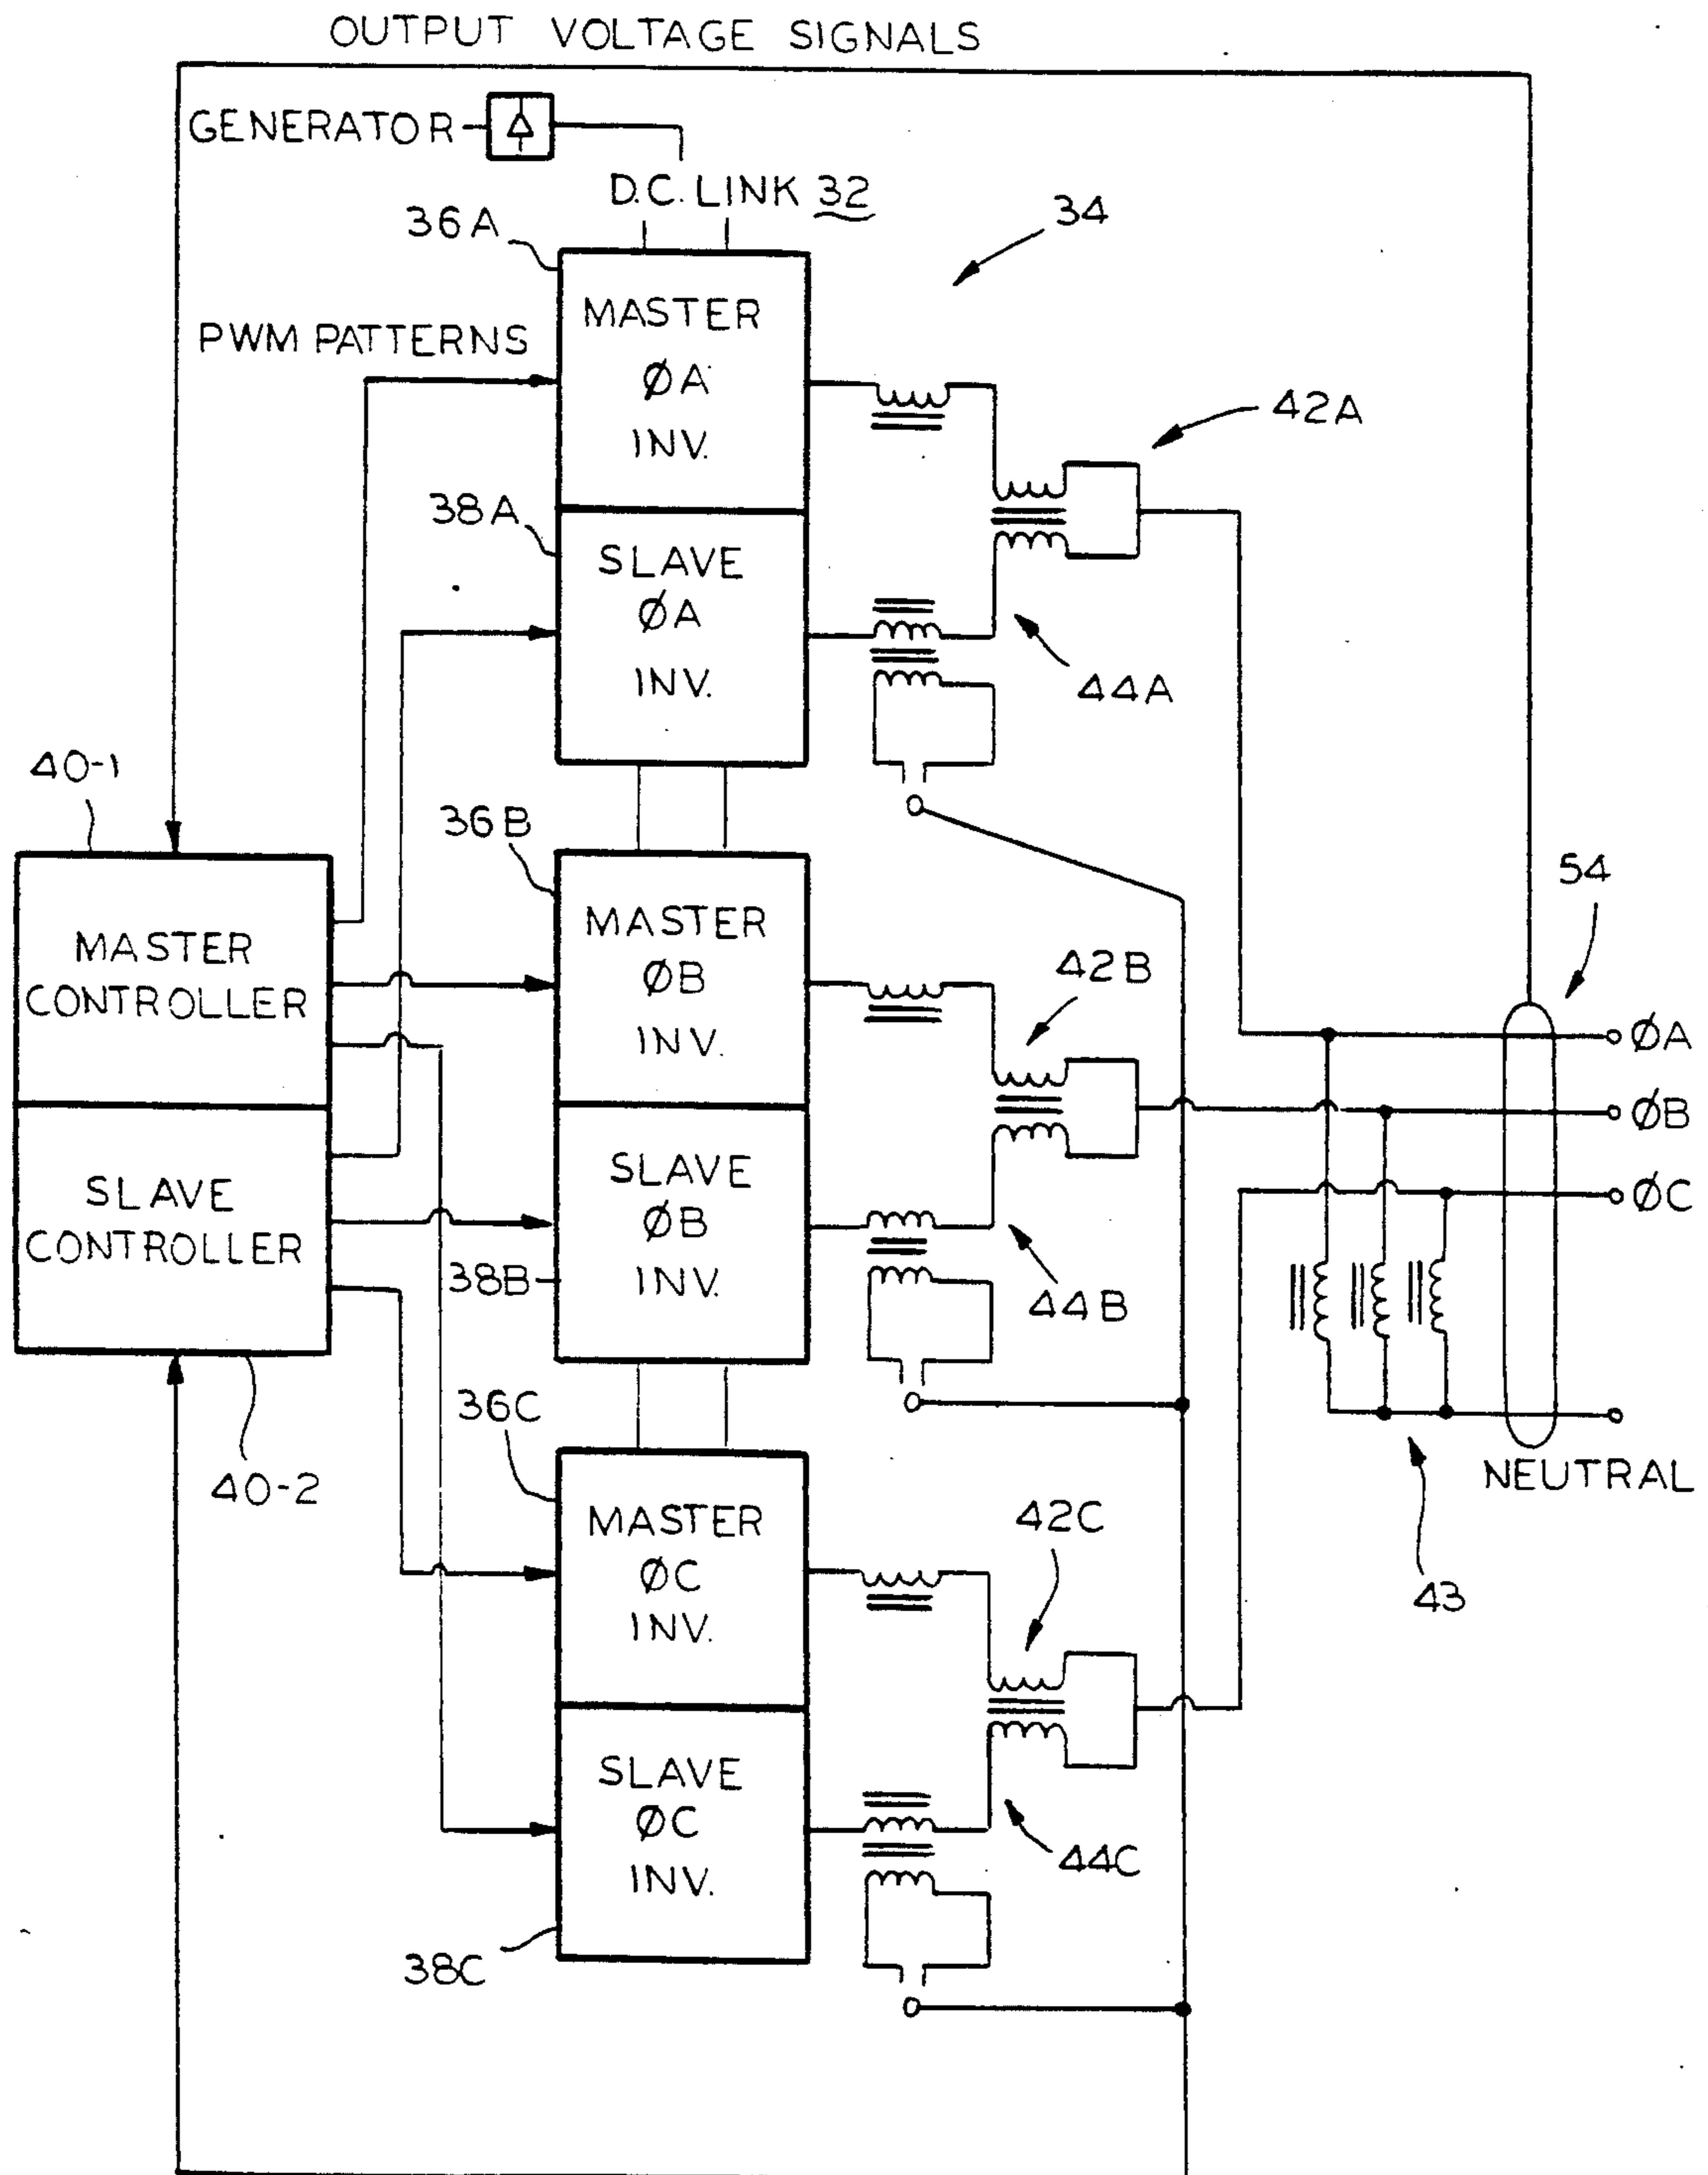 OUTPUT VOLTAGE SIGNALS
GENERATOR
D.C. LINK 32
36A
34
MASTER
ØA
INV.
PWM PATTERNS
42A
38A
SLAVE
ØA
INV.
44A
40-1
36B
54
MASTER
CONTROLLER
MASTER
ØB
INV.
42B
ØA
ØB
ØC
SLAVE
CONTROLLER
SLAVE
ØB
INV.
38B
44B
40-2
36C
NEUTRAL
MASTER
ØC
INV.
42C
43
SLAVE
ØC
INV.
44C
38C